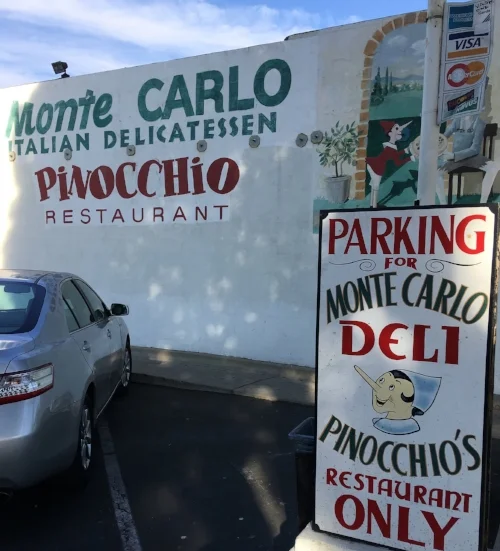 Monte CARLO
ITALIAN DELICATESSEN
PiNOCCHiO
RESTAURANT
VISA
PARKING
FOR
MONTE CARLO
DELI
PINOCCHIO'S
RESTAURANT
ONLY